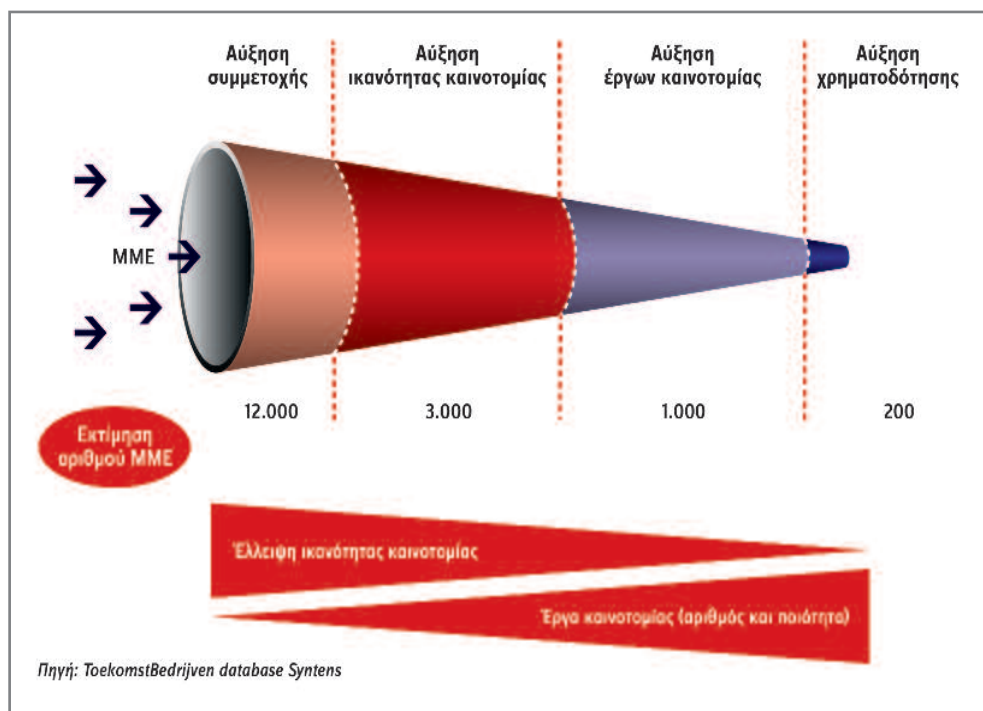 Αύξηση
συμμετοχής
Αύξηση
ικανότητας καινοτομίας
Αύξηση
έργων καινοτομίας
Αύξηση
χρηματοδότησης
ΜΜΕ
12.000
3.000
1.000
200
Εκτίμηση
αριθμού ΜΜΕ
Έλλειψη ικανότητας καινοτομίας
Έργα καινοτομίας (αριθμός και ποιότητα)
Πηγή: ToekomstBedrijven database Syntens